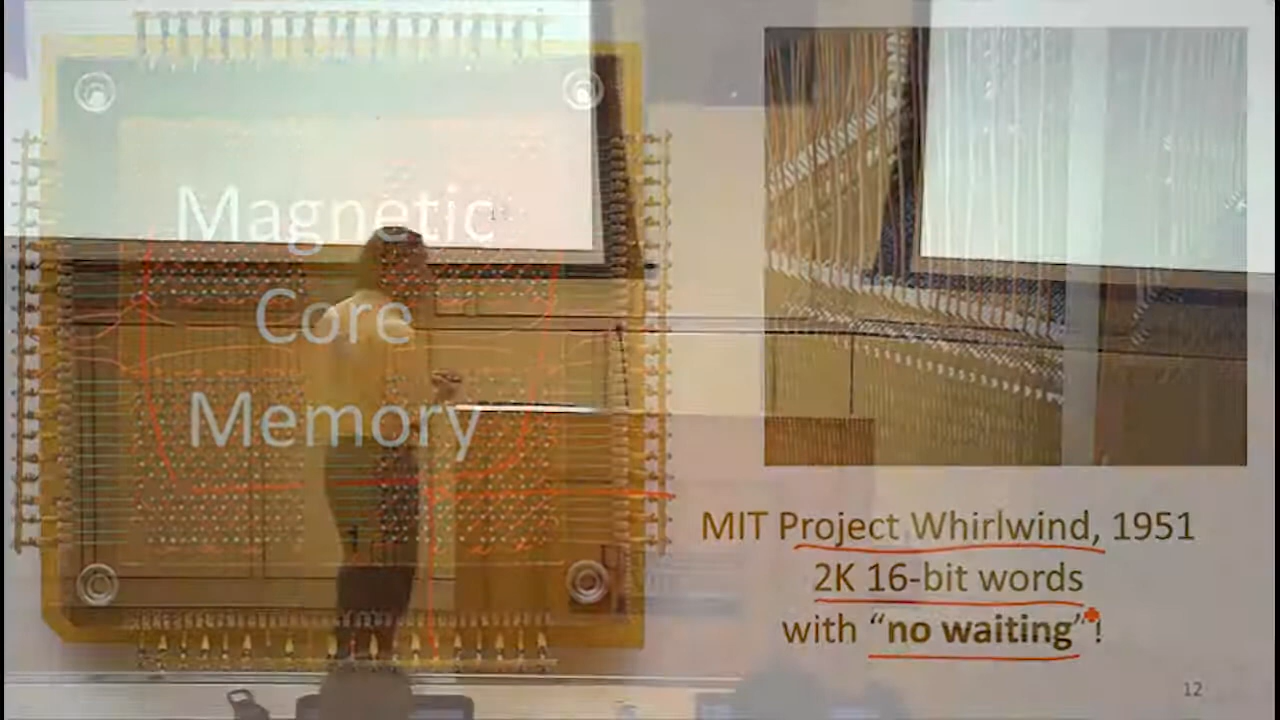 Magnetic
Core
Memory
MIT Project Whirlwind, 1951
2K 16-bit words
with “no waiting”!
12